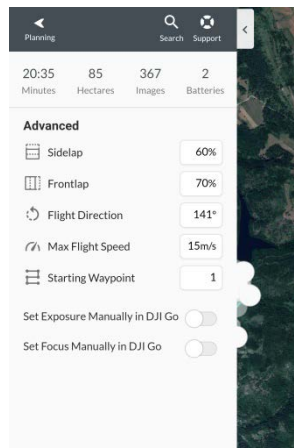 Planning Search Support
20:35 85 367 2
Minutes Hectares Images Batteries
Advanced
Sidelap 60%
Frontlap 70%
Flight Direction 141°
Max Flight Speed 15m/s
Starting Waypoint 1
Set Exposure Manually in DJI Go
Set Focus Manually in DJI Go